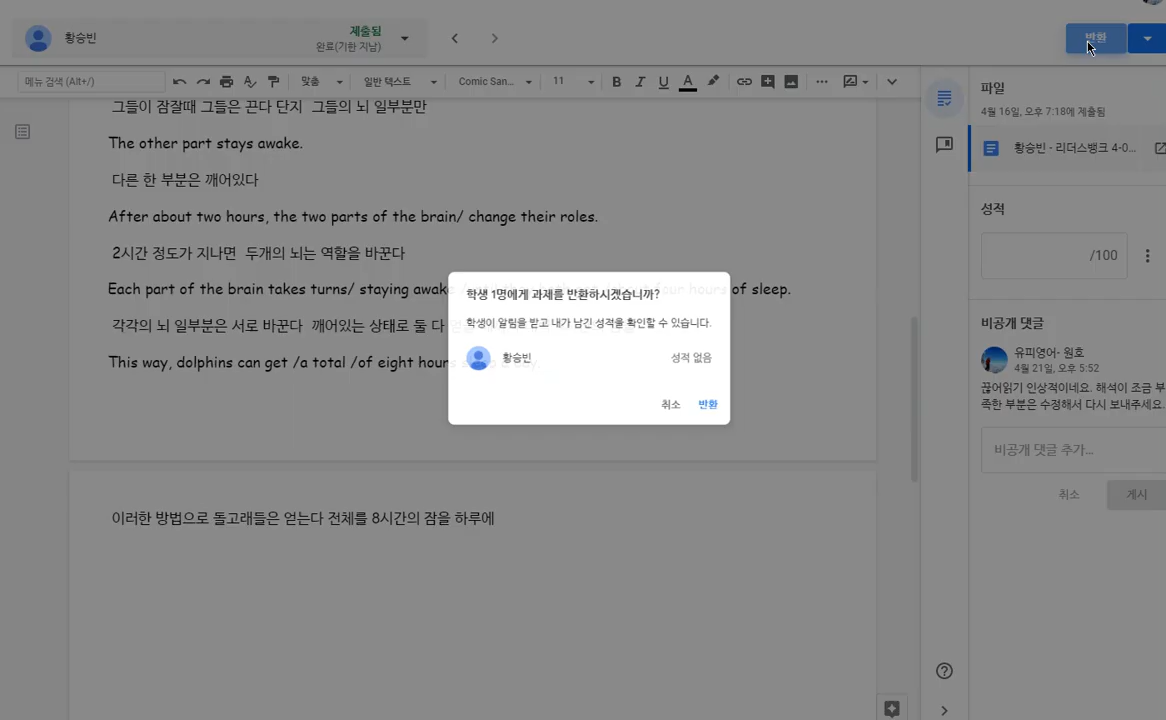 황승빈
제출됨
완료(기한 지남)
반환
메뉴 검색 (Alt+/)
맞춤
일반 텍스트
Comic San...
11
B I U A
그들이 잠잘때 그들은 끈다 단지 그들의 뇌 일부분만
The other part stays awake.
다른 한 부분은 깨어있다
After about two hours, the two parts of the brain/ change their roles.
2시간 정도가 지나면 두개의 뇌는 역할을 바꾼다
Each part of the brain takes turns/ staying awake
four hours of sleep.
각각의 뇌 일부분은 서로 바꾼다 깨어있는 상태로 둘 다
This way, dolphins can get /a total /of eight hours
이러한 방법으로 돌고래들은 얻는다 전체를 8시간의 잠을 하루에
학생 1명에게 과제를 반환하시겠습니까?
학생이 알림을 받고 내가 남긴 성적을 확인할 수 있습니다.
황승빈
성적 없음
취소
반환
파일
4월 16일, 오후 7:18에 제출됨
황승빈 - 리더스뱅크 4-0...
성적
/100
비공개 댓글
유피영어- 원호
4월 21일, 오후 5:52
끊어읽기 인상적이네요. 해석이 조금 부
족한 부분은 수정해서 다시 보내주세요.
비공개 댓글 추가...
취소
게시